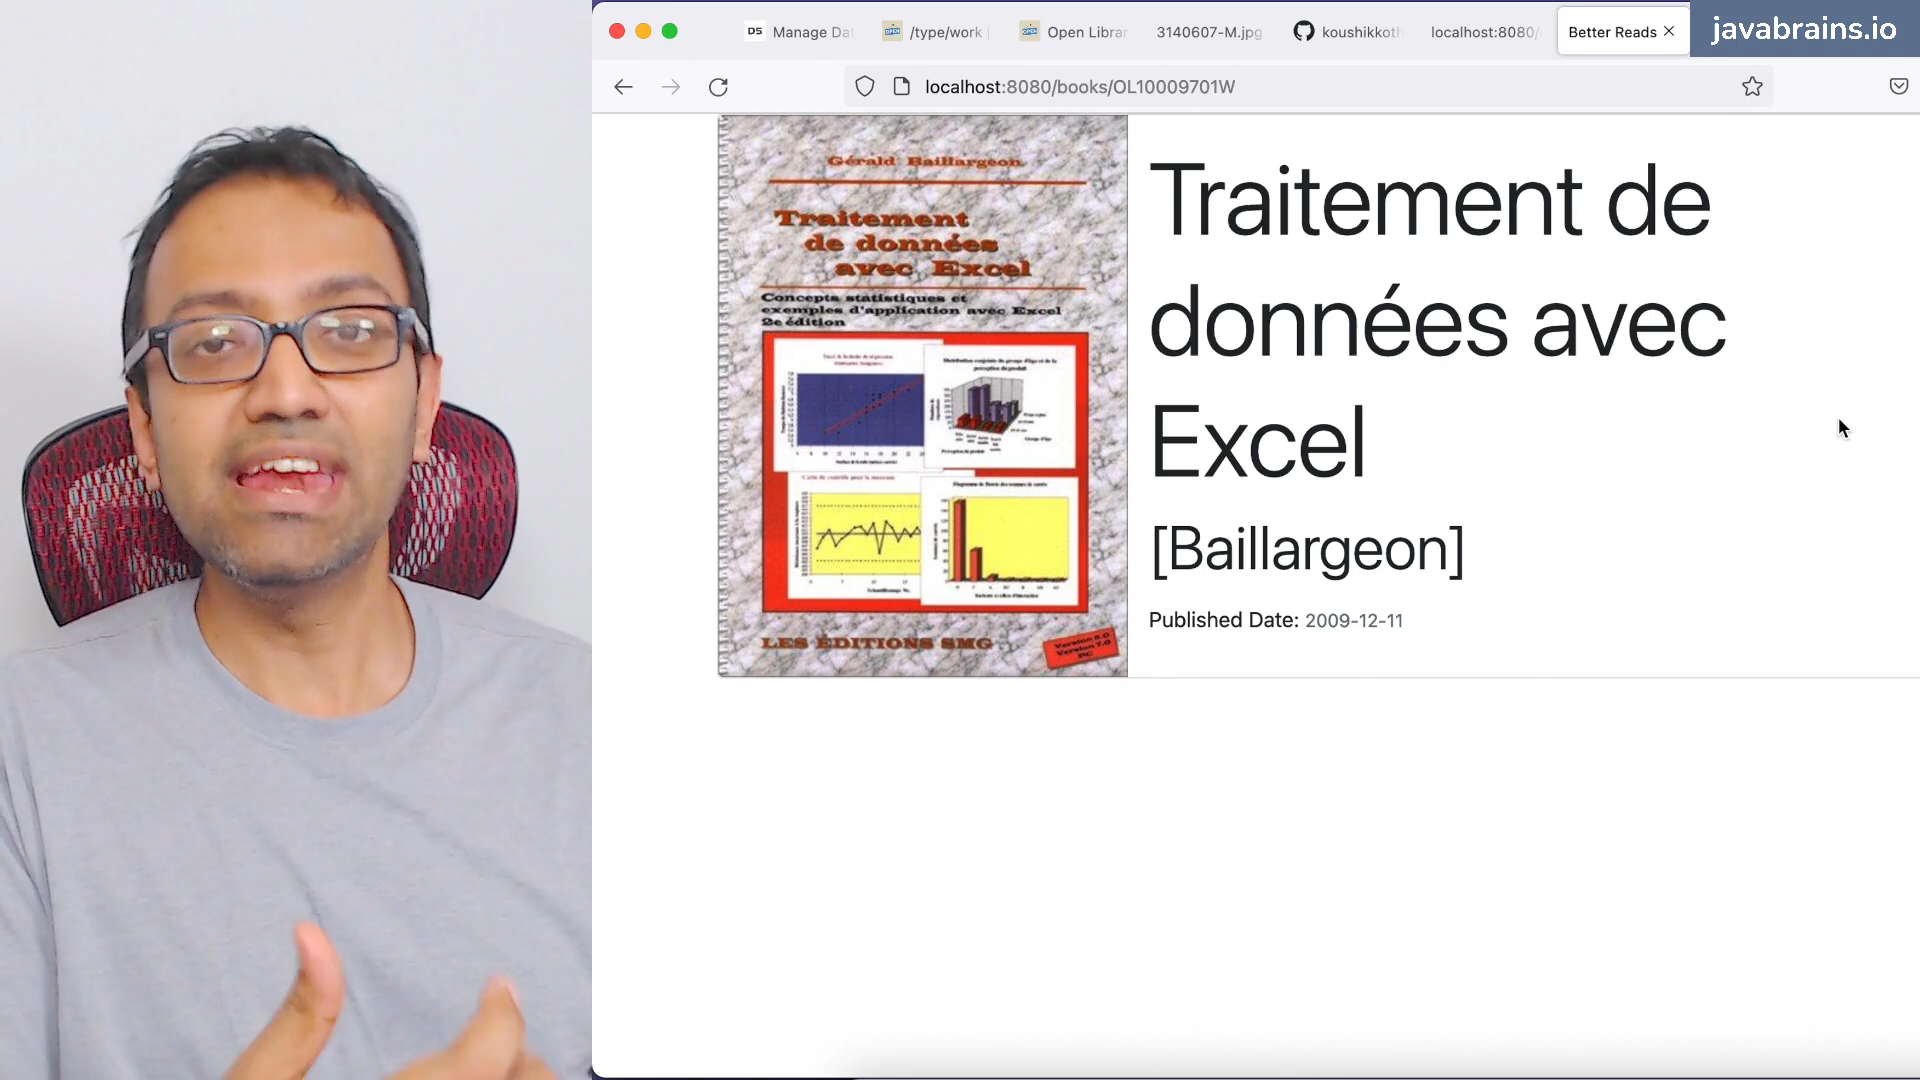 DS Manage Da
/type/work
Open Librar
3140607-M.jpg
koushikkoth
localhost:8080/
Better Reads
javabrains.io
localhost:8080/books/OL10009701W
Gérald Baillargeon
Traitement
de données
avec Excel
Concepts statistiques et
exemples d'application avec Excel
2e édition
LES ÉDITIONS SMG
Traitement de
données avec
Excel
[Baillargeon]
Published Date: 2009-12-11